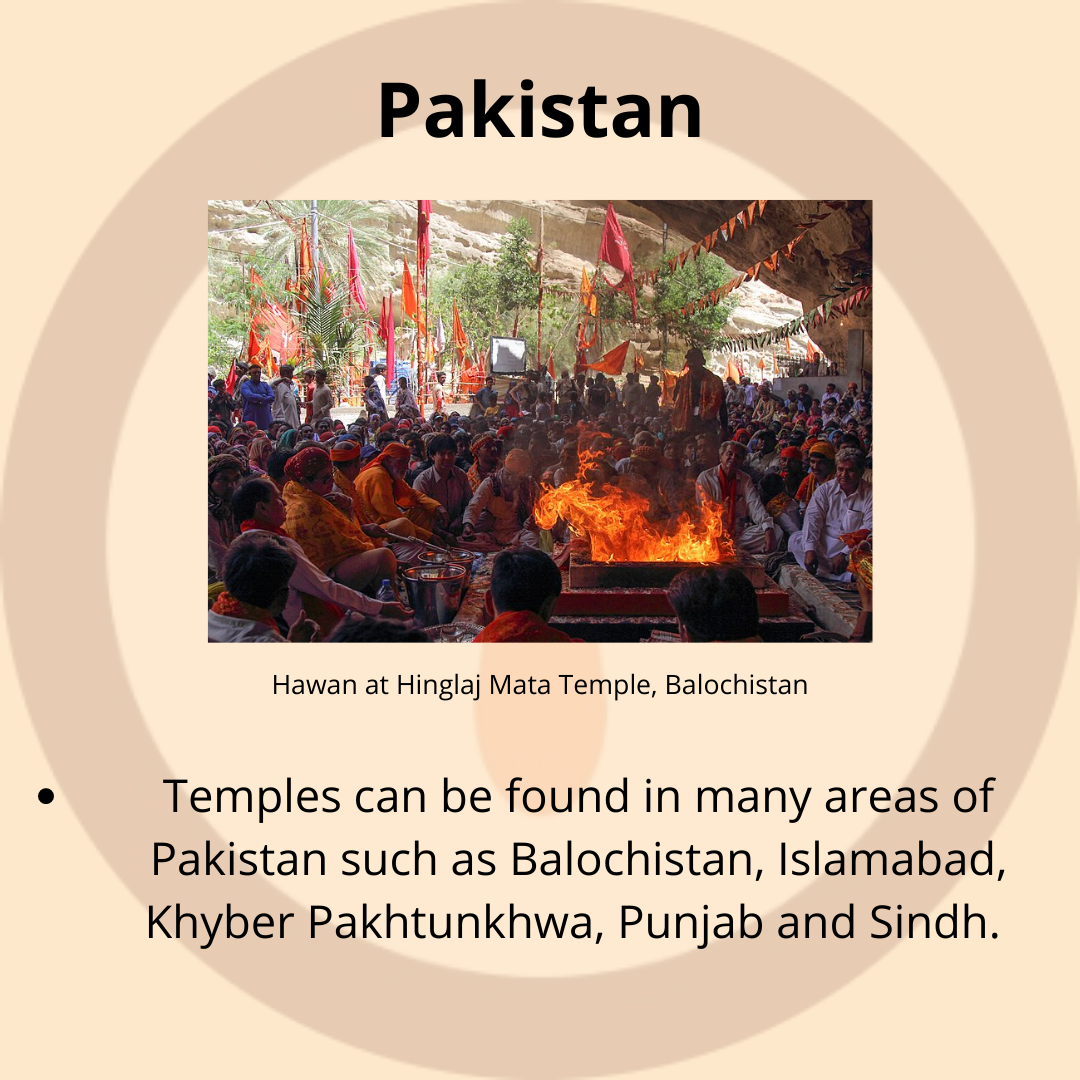 Pakistan
Hawan at Hinglaj Mata Temple, Balochistan
• Temples can be found in many areas of
Pakistan such as Balochistan, Islamabad,
Khyber Pakhtunkhwa, Punjab and Sindh.